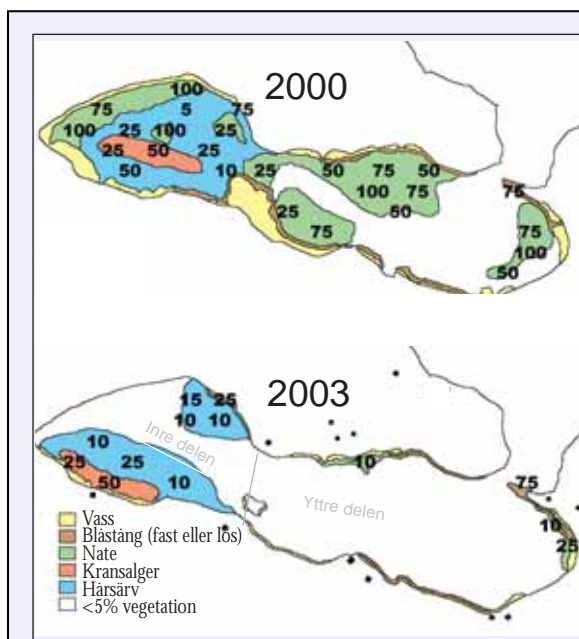 2000
100
75 5 75
100 25 100 25
25 50 25
50 10 25 50 75 50
100 75
50
25
75
75
75
100
50
2003
15 25
10 10
Inre delen
10
25 25
50 10
10
Yttre delen
75
10
25
Vass
Blåstång (fast eller lös)
Nate
Kransalger
Hårsärv
<5% vegetation